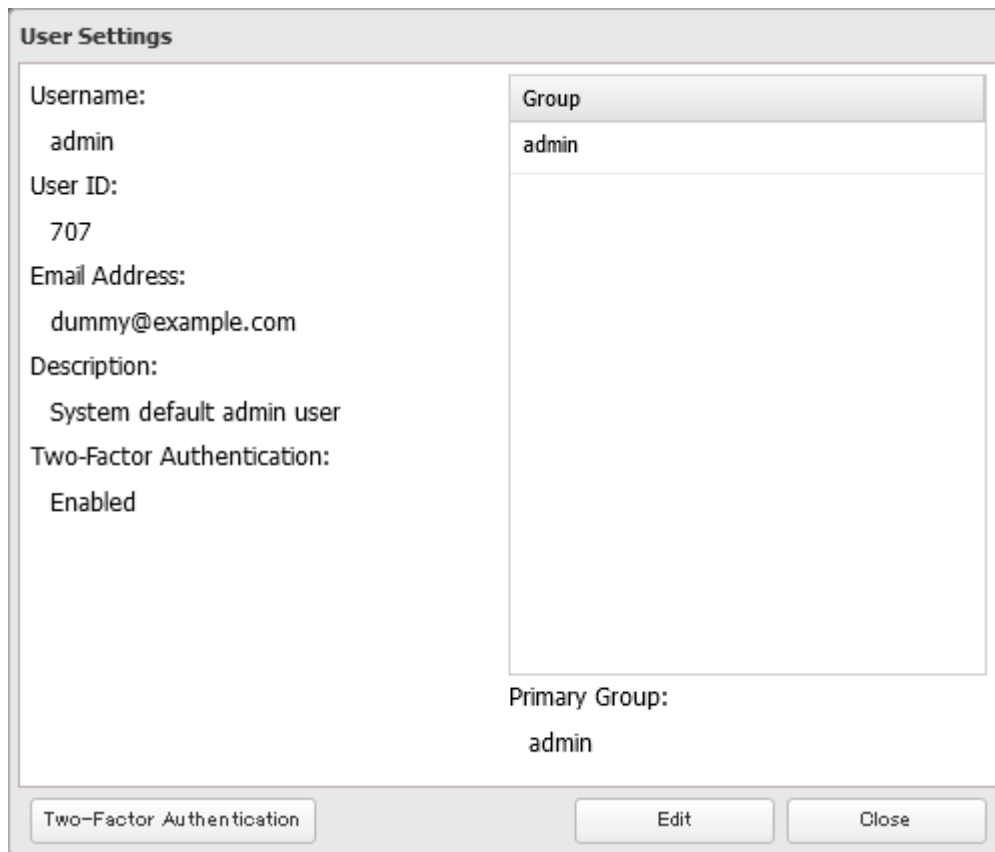 User Settings
Username:
admin
User ID:
707
Email Address:
dummy@example.com
Description:
System default admin user
Two-Factor Authentication:
Enabled
Group
admin
Primary Group:
admin
Two-Factor Authentication
Edit
Close